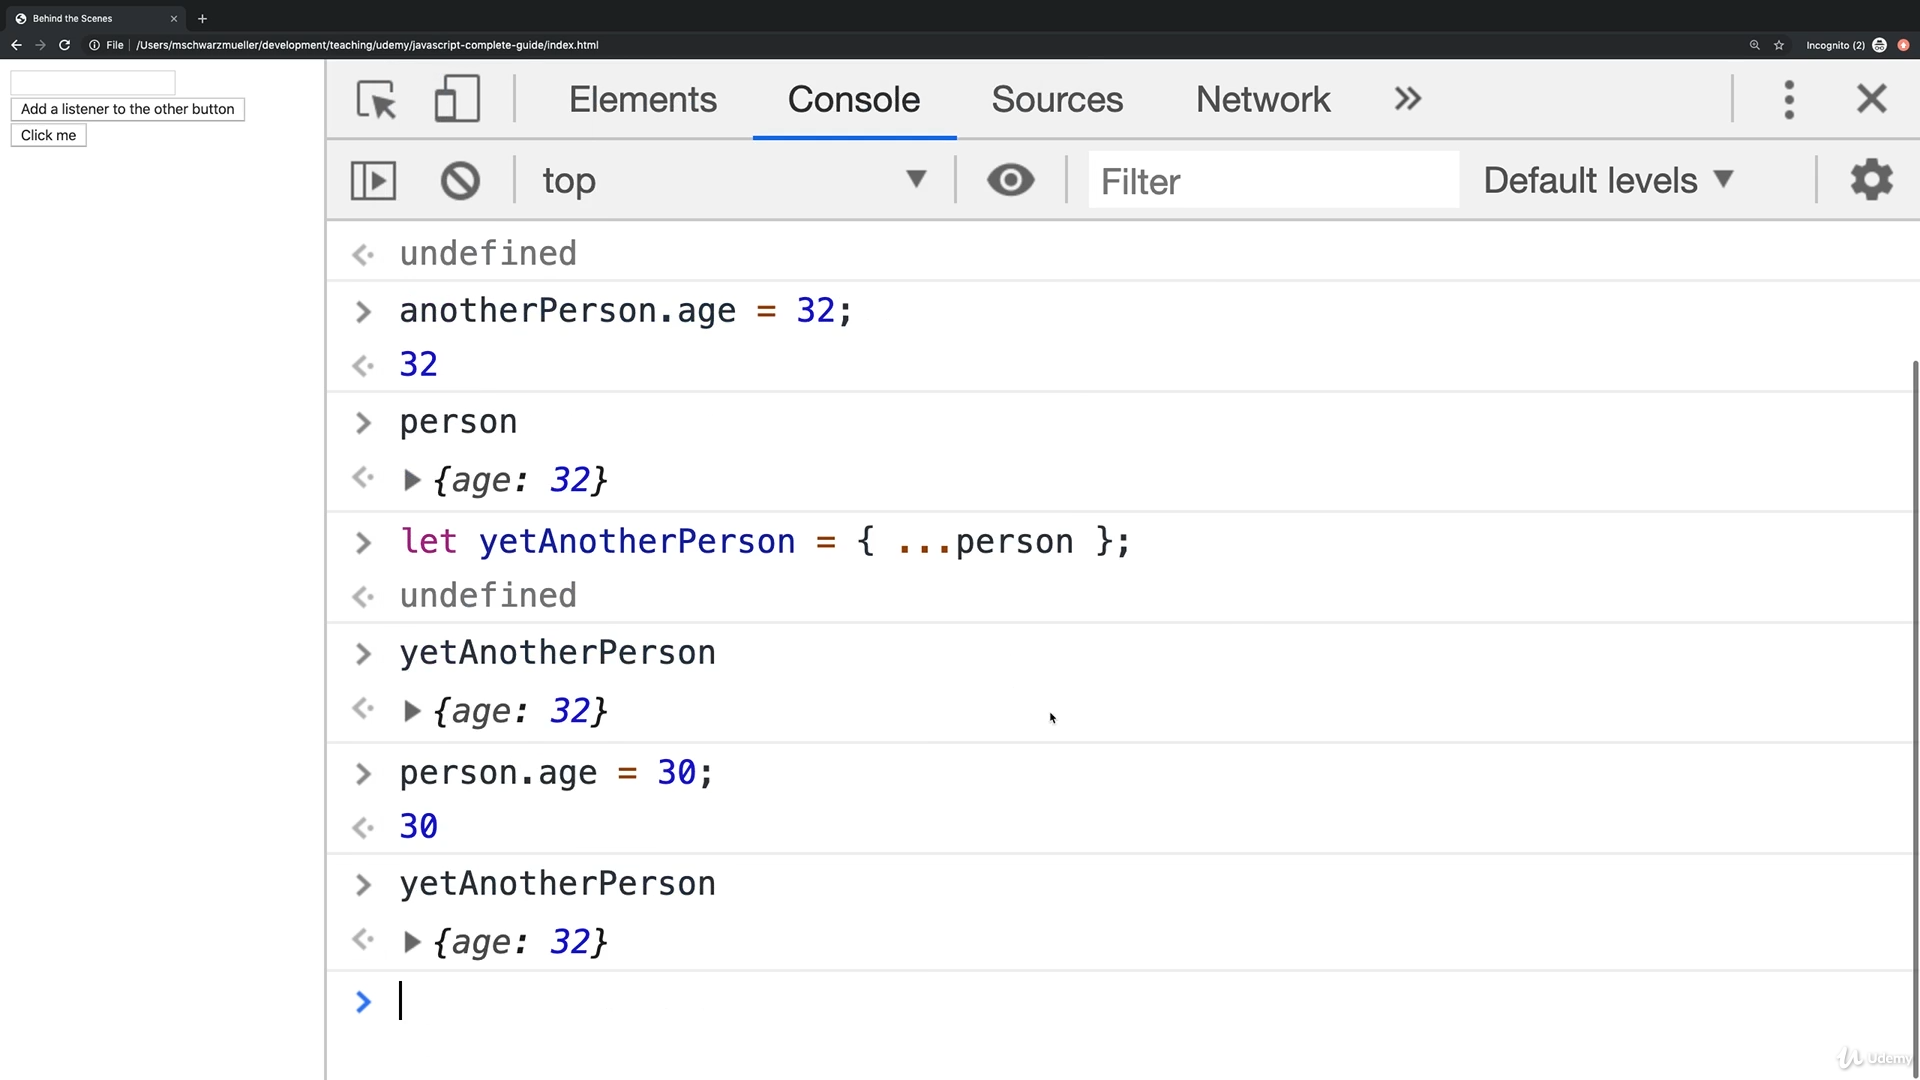 Behind the Scenes
File /Users/mschwarzmueller/development/teaching/udemy/javascript-complete-guide/index.html
Incognito (2)
Add a listener to the other button
Click me
Elements Console Sources Network
top Filter Default levels
undefined
anotherPerson.age = 32;
32
person
{age: 32}
let yetAnotherPerson = { ...person };
undefined
yetAnotherPerson
{age: 32}
person.age = 30;
30
yetAnotherPerson
{age: 32}
Udemy